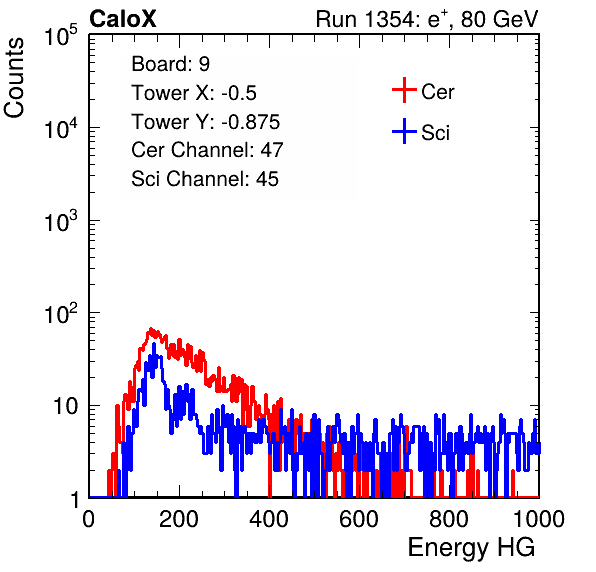 CaloX Run 1354: e+, 80 GeV
Counts
Board: 9
Tower X: -0.5
Tower Y: -0.875
Cer Channel: 47
Sci Channel: 45
Cer
Sci
10^5
10^4
10^3
10^2
10
1
0 200 400 600 800 1000
Energy HG